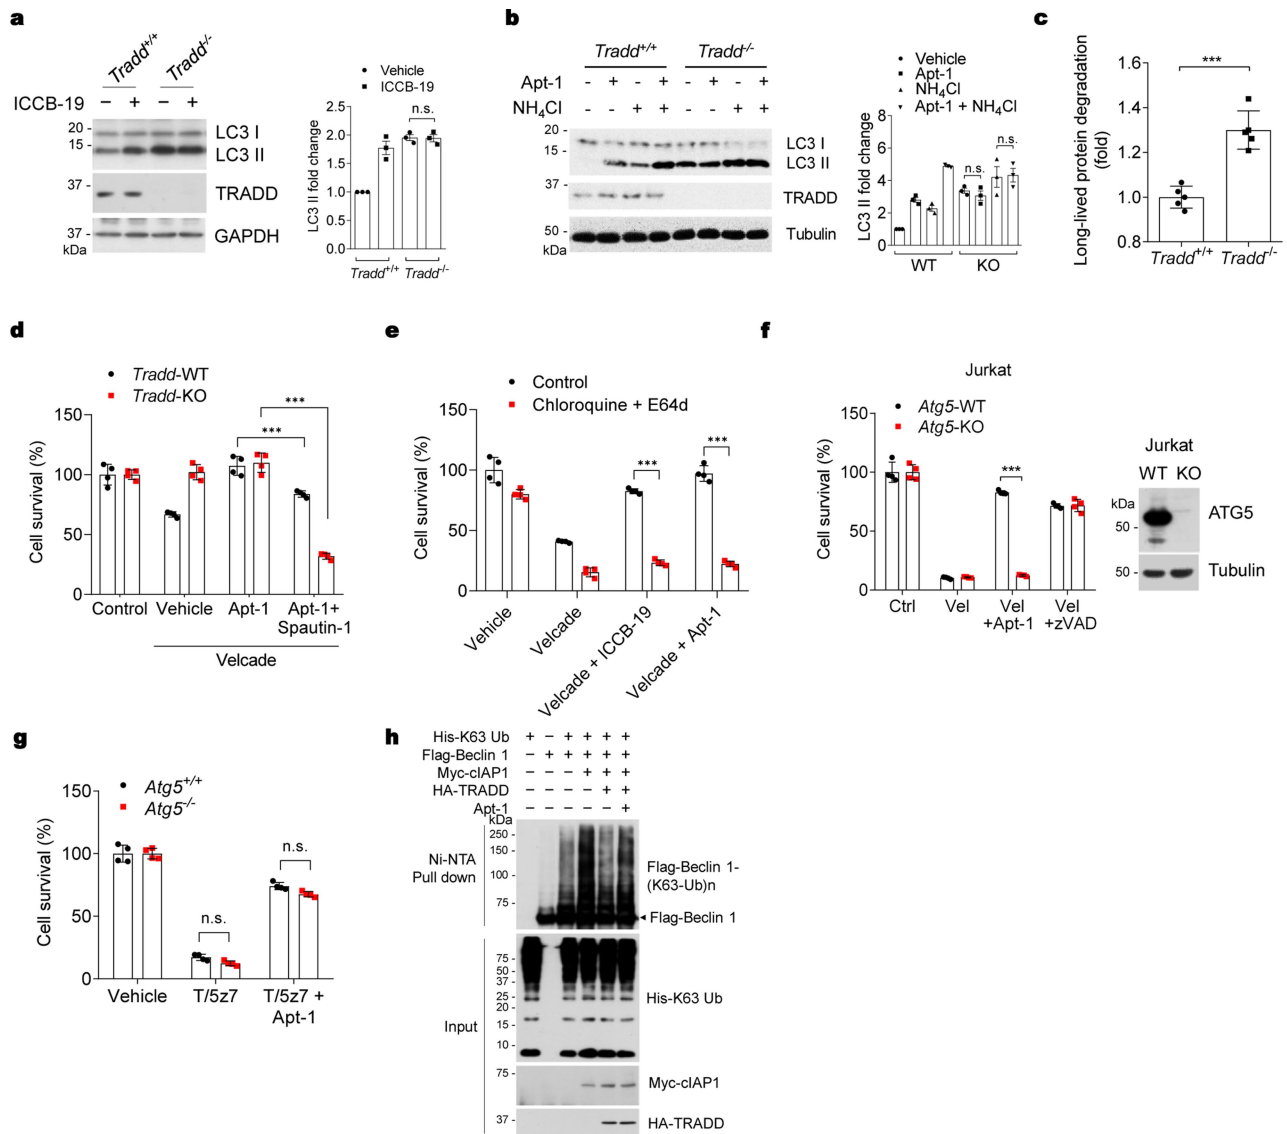 a
Tradd+/+
Tradd-/-
ICCB-19 – + – +
20
15
LC3 I
LC3 II
37
TRADD
37
GAPDH
kDa
Vehicle
ICCB-19
n.s.
LC3 II fold change
2.5
2.0
1.5
1.0
0.5
0.0
Tradd+/+ Tradd-/-
b
Tradd+/+ Tradd-/-
Apt-1 - + - + - + - +
NH4Cl - - + + - - + +
20
15
LC3 I
LC3 II
37
TRADD
50
Tubulin
kDa
Vehicle
Apt-1
NH4Cl
Apt-1 + NH4Cl
n.s.
n.s.
LC3 II fold change
8
6
4
2
0
WT KO
c
***
Long-lived protein degradation
(fold)
1.6
1.4
1.2
1.0
0.8
Tradd+/+ Tradd-/-
d
Tradd-WT
Tradd-KO
***
***
Cell survival (%)
150
100
50
0
Control Vehicle Apt-1 Apt-1+
Spautin-1
Velcade
e
Control
Chloroquine + E64d
***
***
Cell survival (%)
150
100
50
0
Vehicle
Velcade
Velcade + ICCB-19
Velcade + Apt-1
f
Jurkat
Atg5-WT
Atg5-KO
***
Cell survival (%)
150
100
50
0
Ctrl Vel Vel
+Apt-1 Vel
+zVAD
Jurkat
WT KO
kDa
50
ATG5
50
Tubulin
g
Atg5+/+
Atg5-/-
n.s.
n.s.
Cell survival (%)
150
100
50
0
Vehicle T/5z7 T/5z7 +
Apt-1
h
His-K63 Ub + – + + + +
Flag-Beclin 1 – + + + + +
Myc-cIAP1 – – – + + +
HA-TRADD – – – – + +
Apt-1 – – – – – +
kDa
250
150
100
75
Ni-NTA
Pull down
Flag-Beclin 1-
(K63-Ub)n
Flag-Beclin 1
75
50
37
25
20
15
10
His-K63 Ub
Input
75
Myc-cIAP1
37
HA-TRADD